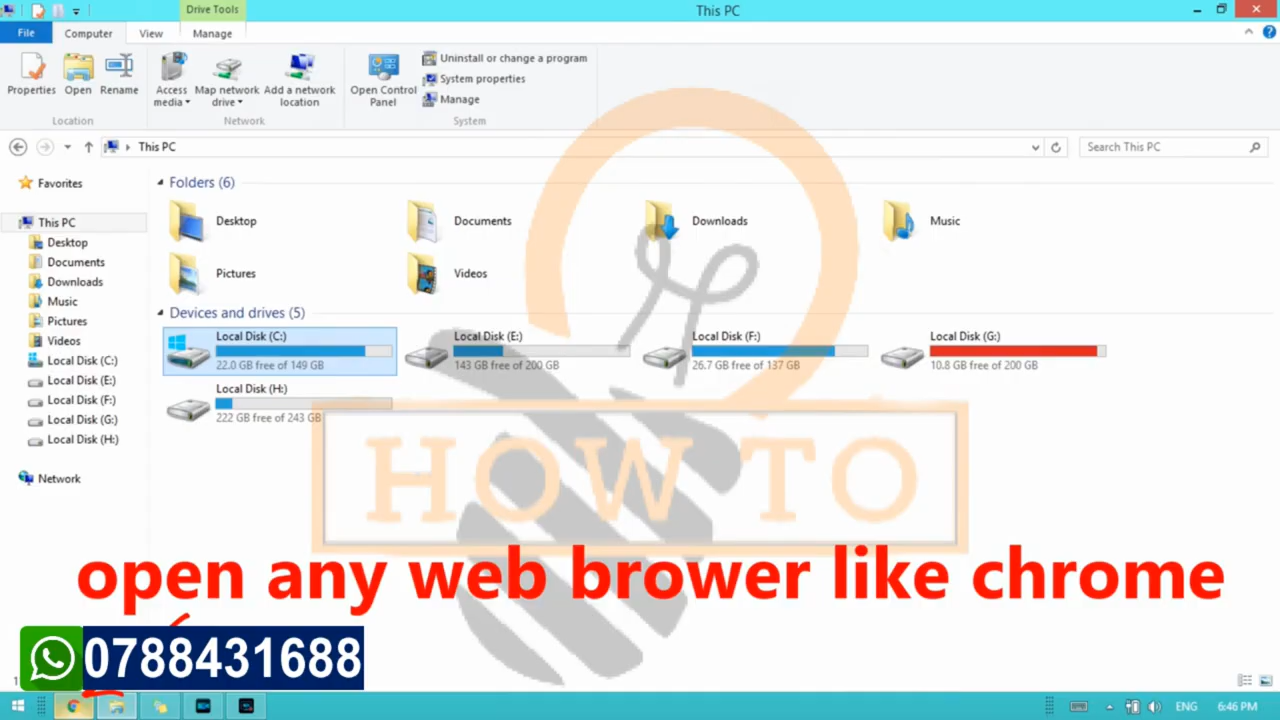 Drive Tools
This PC
File
Computer
View
Manage
Properties
Open
Rename
Access media
Map network drive
Add a network location
Open Control Panel
Uninstall or change a program
System properties
Manage
Location
Network
System
This PC
Search This PC
Favorites
This PC
Desktop
Documents
Downloads
Music
Pictures
Videos
Local Disk (C:)
Local Disk (E:)
Local Disk (F:)
Local Disk (G:)
Local Disk (H:)
Network
Folders (6)
Desktop
Documents
Downloads
Music
Pictures
Videos
Devices and drives (5)
Local Disk (C:)
22.0 GB free of 149 GB
Local Disk (E:)
143 GB free of 200 GB
Local Disk (F:)
26.7 GB free of 137 GB
Local Disk (G:)
10.8 GB free of 200 GB
Local Disk (H:)
222 GB free of 243 GB
HOW TO
open any web brower like chrome
0788431688
ENG
6:46 PM